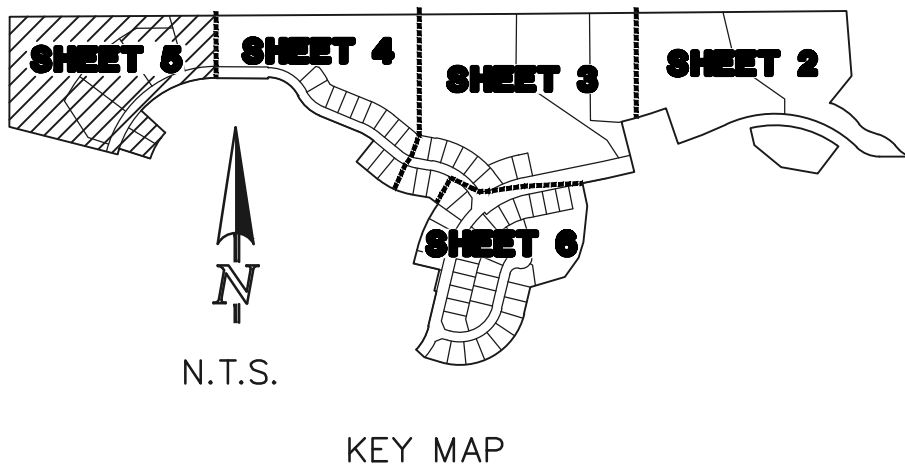 SHEET 5
SHEET 4
SHEET 3
SHEET 2
SHEET 6
N
N.T.S.
KEY MAP